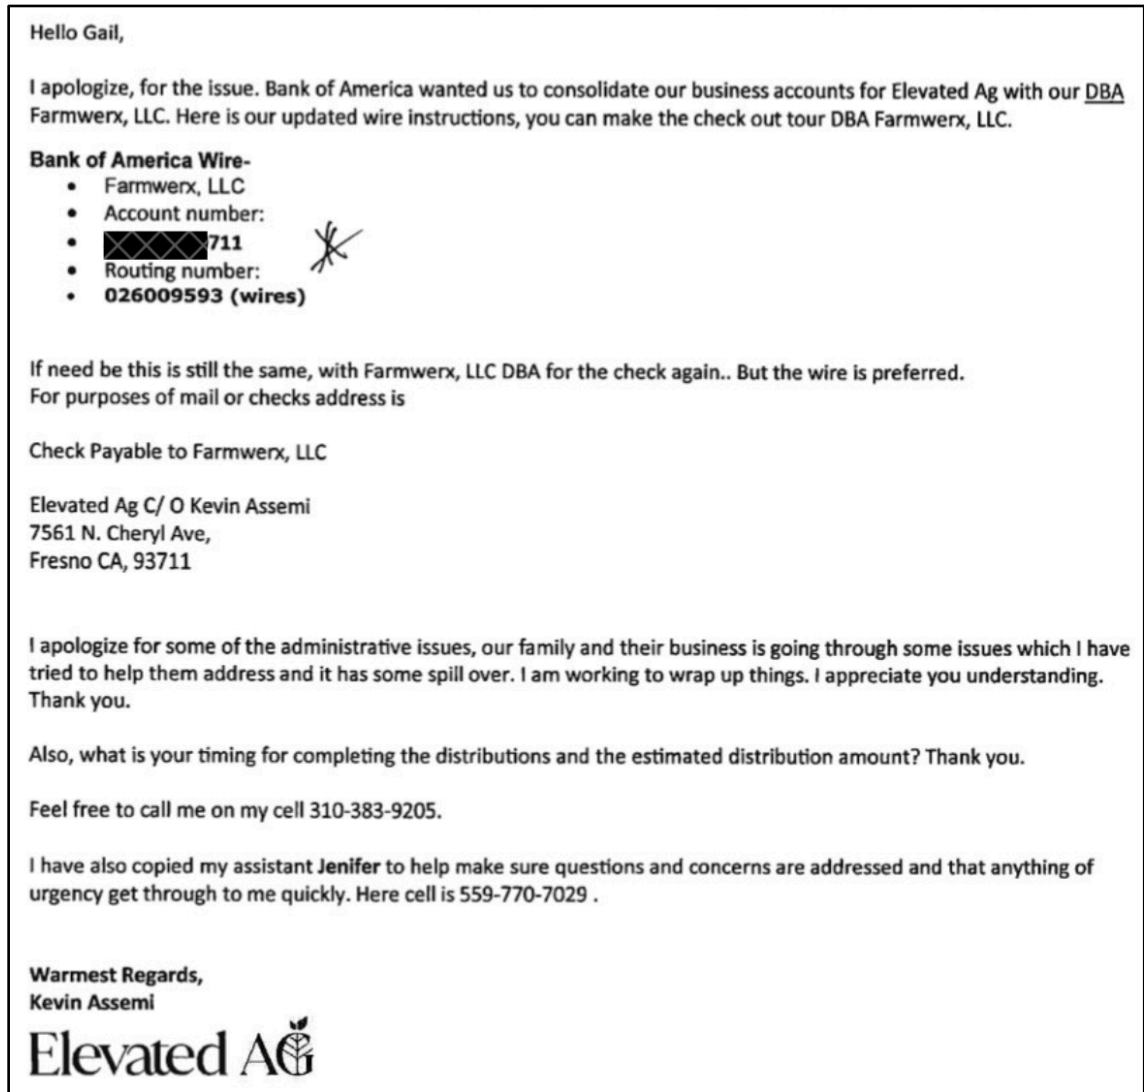 Hello Gail,
I apologize, for the issue. Bank of America wanted us to consolidate our business accounts for Elevated Ag with our DBA
Farmwerx, LLC. Here is our updated wire instructions, you can make the check out tour DBA Farmwerx, LLC.
Bank of America Wire-
• Farmwerx, LLC
• Account number:
• 711
• Routing number:
• 026009593 (wires)
If need be this is still the same, with Farmwerx, LLC DBA for the check again.. But the wire is preferred.
For purposes of mail or checks address is
Check Payable to Farmwerx, LLC
Elevated Ag C/ O Kevin Assemi
7561 N. Cheryl Ave,
Fresno CA, 93711
I apologize for some of the administrative issues, our family and their business is going through some issues which I have
tried to help them address and it has some spill over. I am working to wrap up things. I appreciate you understanding.
Thank you.
Also, what is your timing for completing the distributions and the estimated distribution amount? Thank you.
Feel free to call me on my cell 310-383-9205.
I have also copied my assistant Jenifer to help make sure questions and concerns are addressed and that anything of
urgency get through to me quickly. Here cell is 559-770-7029 .
Warmest Regards,
Kevin Assemi
Elevated AG